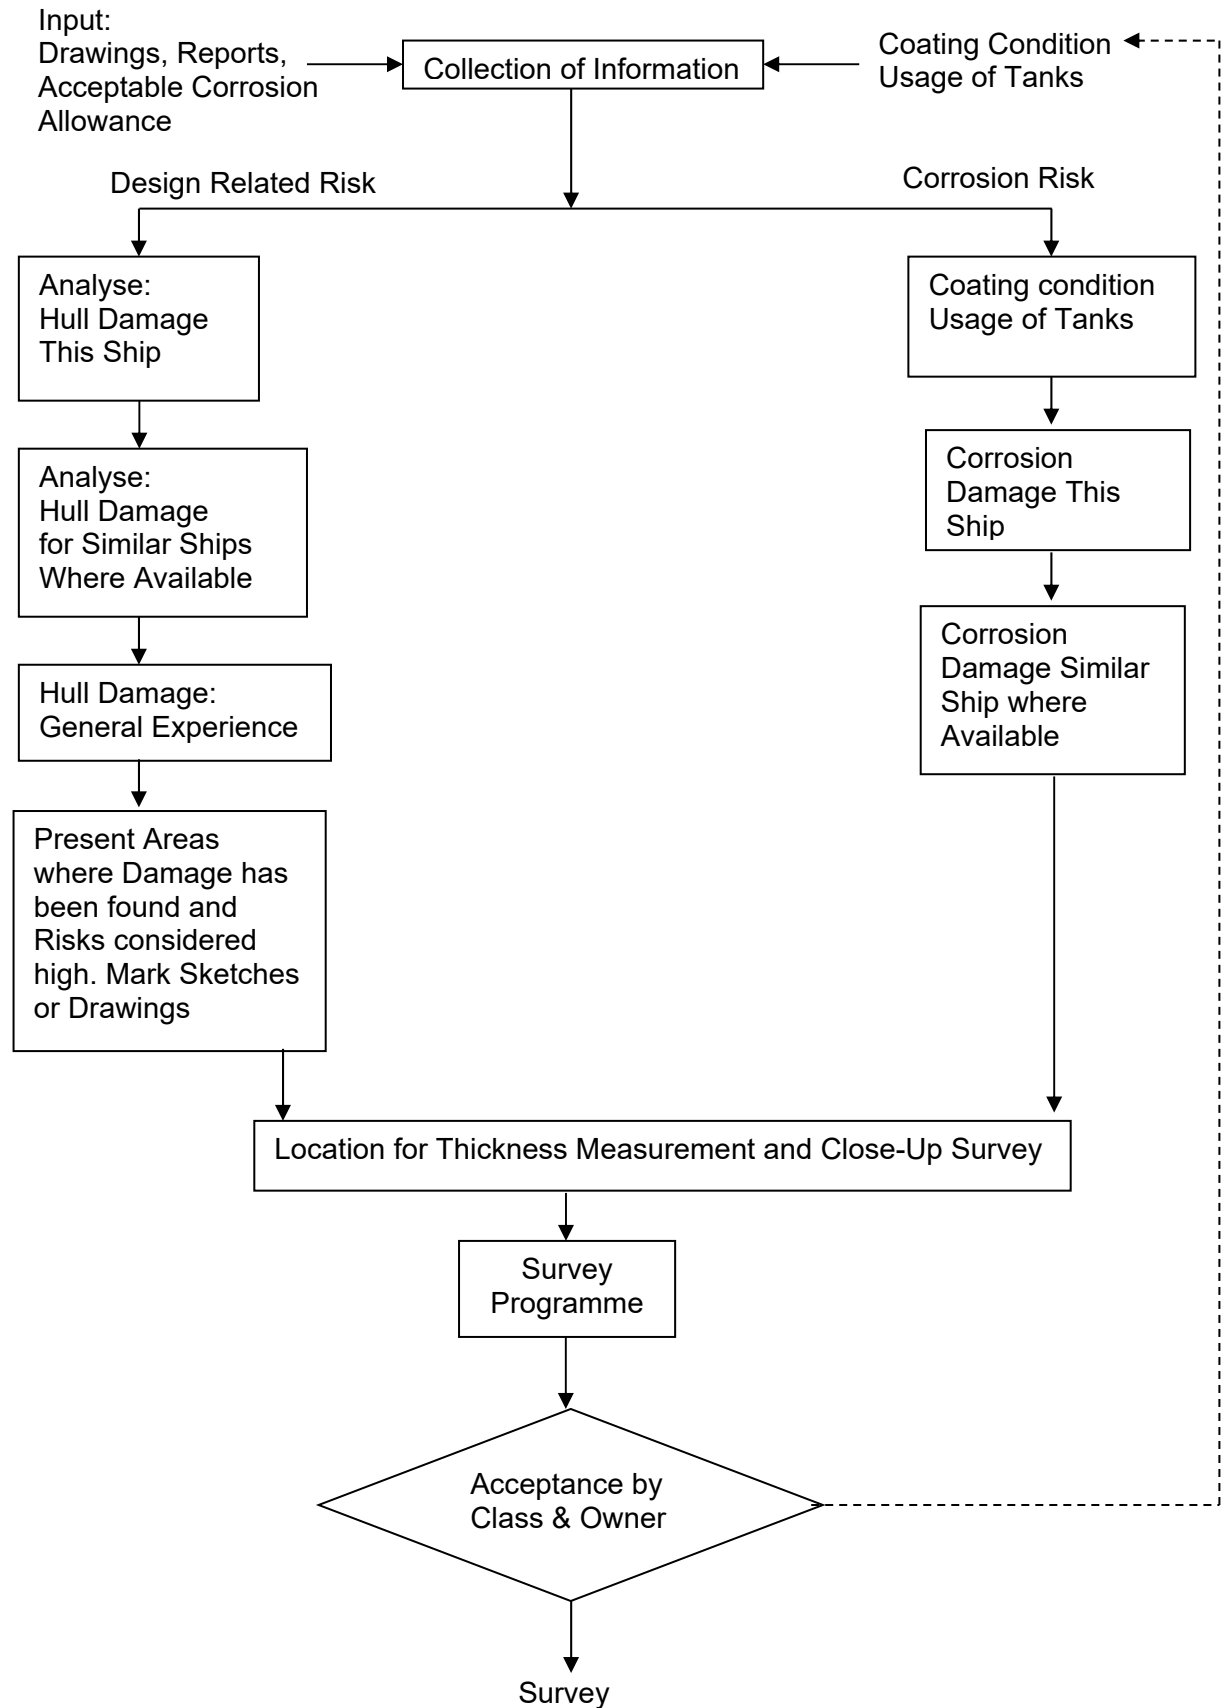 Input:
Drawings, Reports,
Acceptable Corrosion
Allowance
Collection of Information
Coating Condition
Usage of Tanks
Design Related Risk
Corrosion Risk
Analyse:
Hull Damage
This Ship
Analyse:
Hull Damage
for Similar Ships
Where Available
Hull Damage:
General Experience
Present Areas
where Damage has
been found and
Risks considered
high. Mark Sketches
or Drawings
Coating condition
Usage of Tanks
Corrosion
Damage This
Ship
Corrosion
Damage Similar
Ship where
Available
Location for Thickness Measurement and Close-Up Survey
Survey
Programme
Acceptance by
Class & Owner
Survey